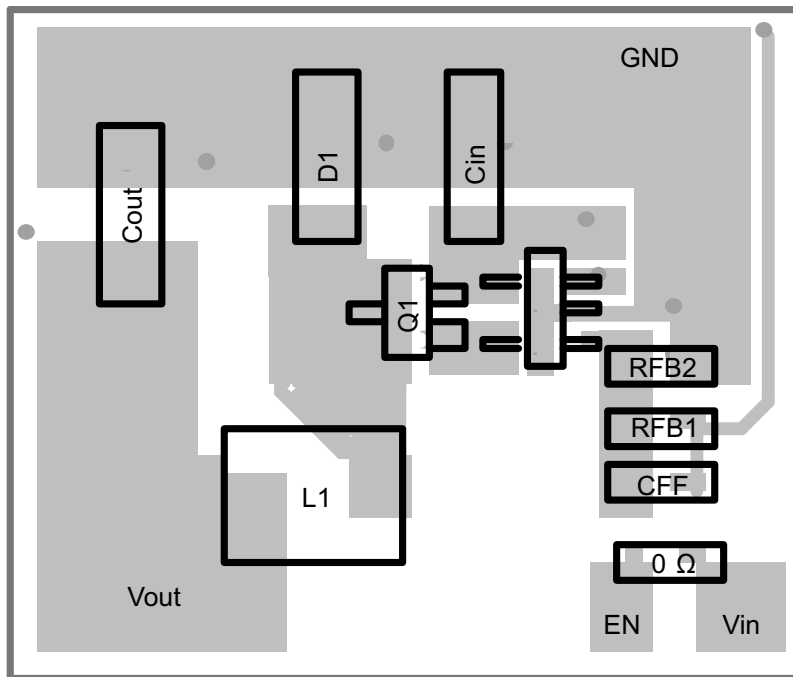 GND
D1
Cin
Cout
Q1
RFB2
RFB1
CFF
L1
0 Ω
Vout
EN
Vin